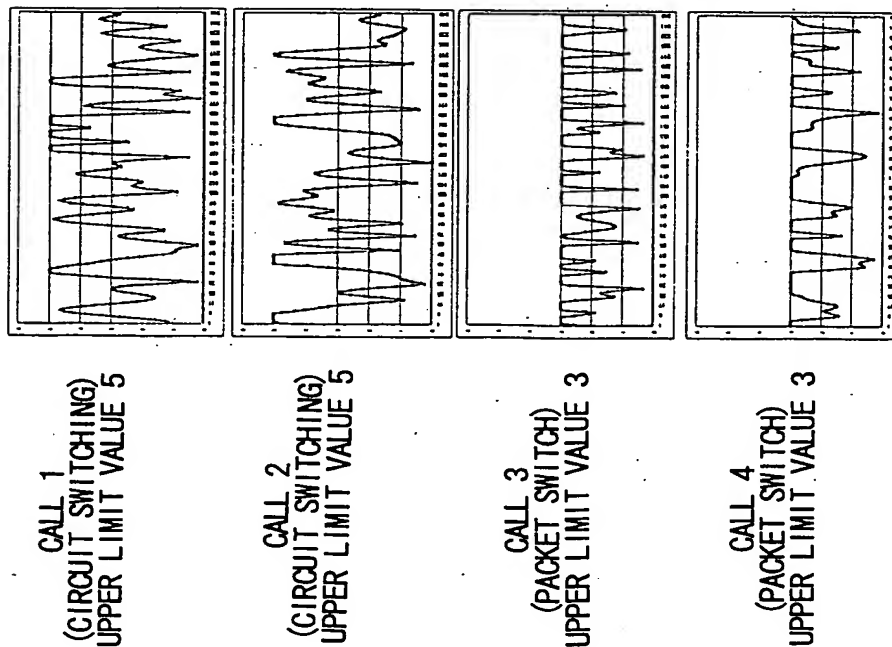 CALL 1
(CIRCUIT SWITCHING)
UPPER LIMIT VALUE 5
CALL 2
(CIRCUIT SWITCHING)
UPPER LIMIT VALUE 5
CALL 3
(PACKET SWITCH)
UPPER LIMIT VALUE 3
CALL 4
(PACKET SWITCH)
UPPER LIMIT VALUE 3